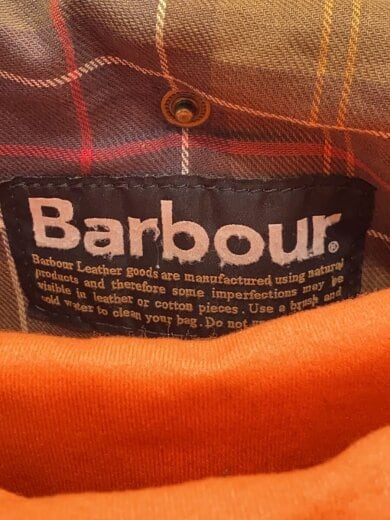 Barbour®
Barbour Leather goods are manufactured using natural
products and therefore some imperfections may be
visible in leather or cotton pieces. Use a brush and
cold water to clean your bag. Do not